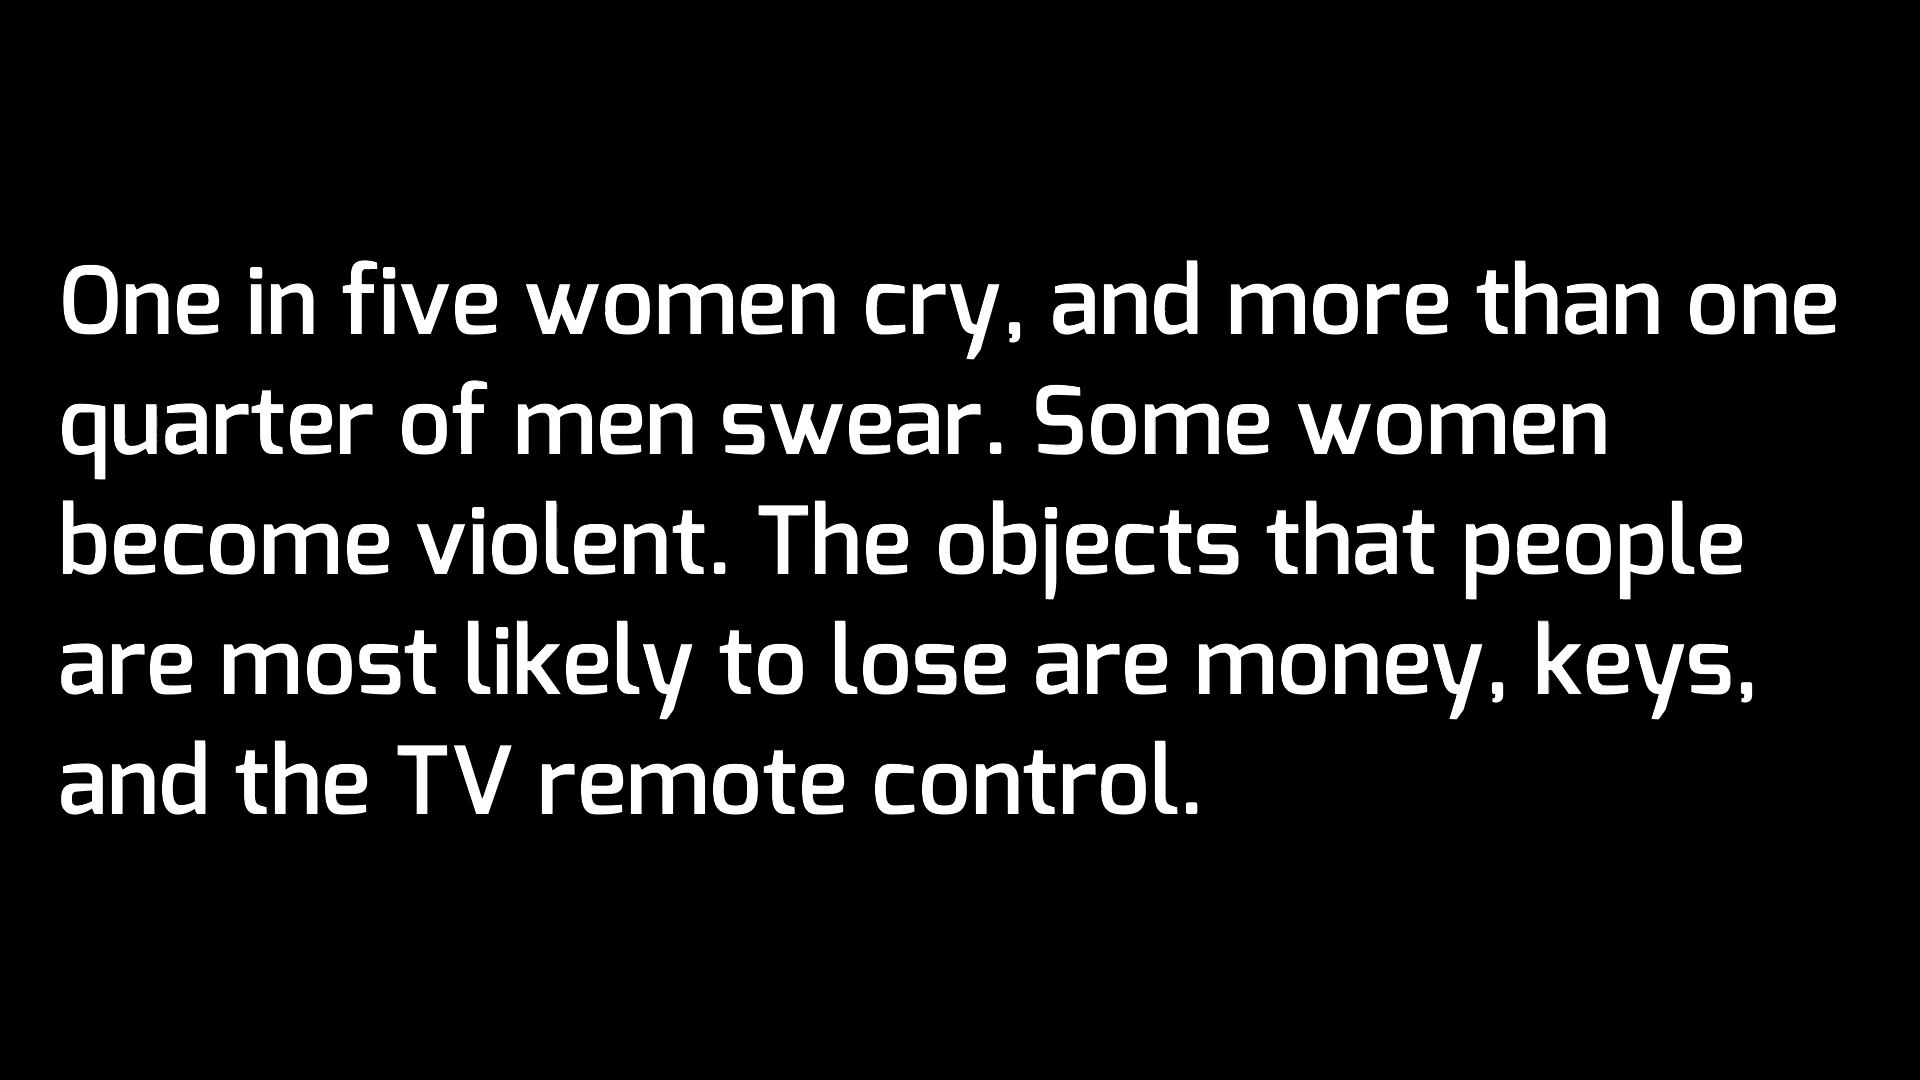 One in five women cry, and more than one
quarter of men swear. Some women
become violent. The objects that people
are most likely to lose are money, keys,
and the TV remote control.